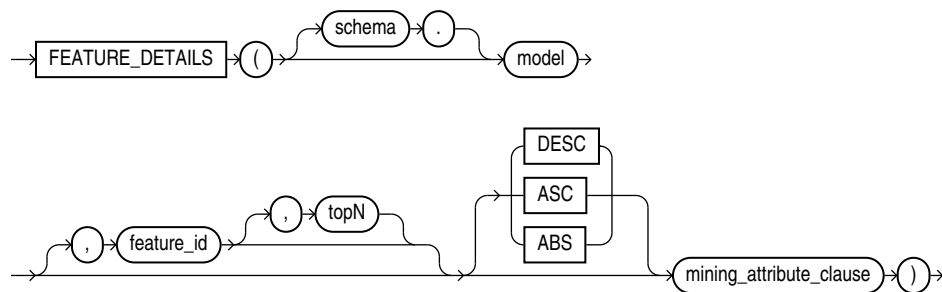 schema .
FEATURE_DETAILS ( model
DESC
, topN ASC
, feature_id ABS
mining_attribute_clause )